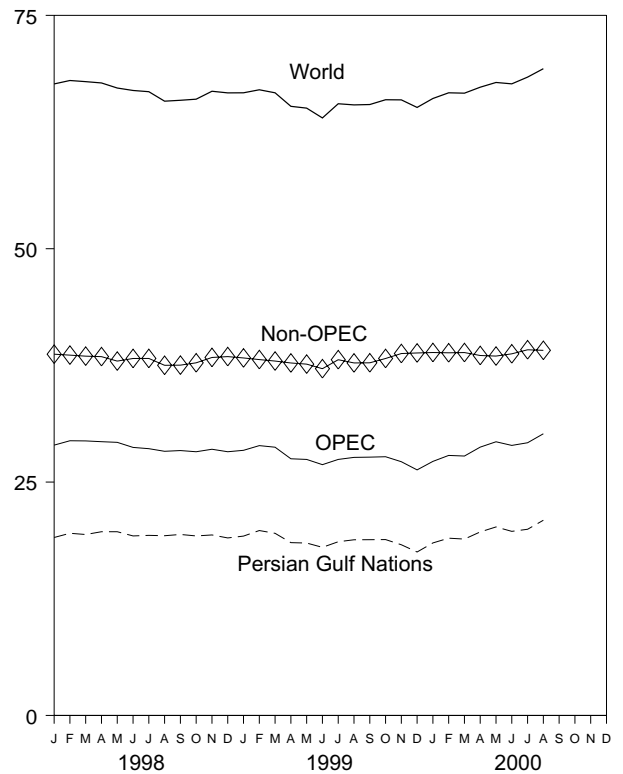 75
World
50
Non-OPEC
OPEC
25
Persian Gulf Nations
0
J F M A M J J A S O N D J F M A M J J A S O N D J F M A M J J A S O N D
1998 1999 2000